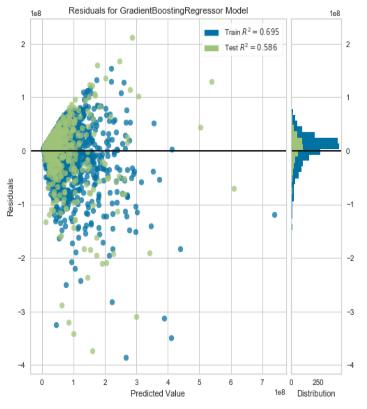 Residuals for GradientBoostingRegressor Model
1e8
1e8
Train R² = 0.695
Test R² = 0.586
2
1
0
−1
−2
−3
−4
Residuals
2
1
0
−1
−2
−3
−4
0 1 2 3 4 5 6 7
1e8
Predicted Value
0 250
Distribution